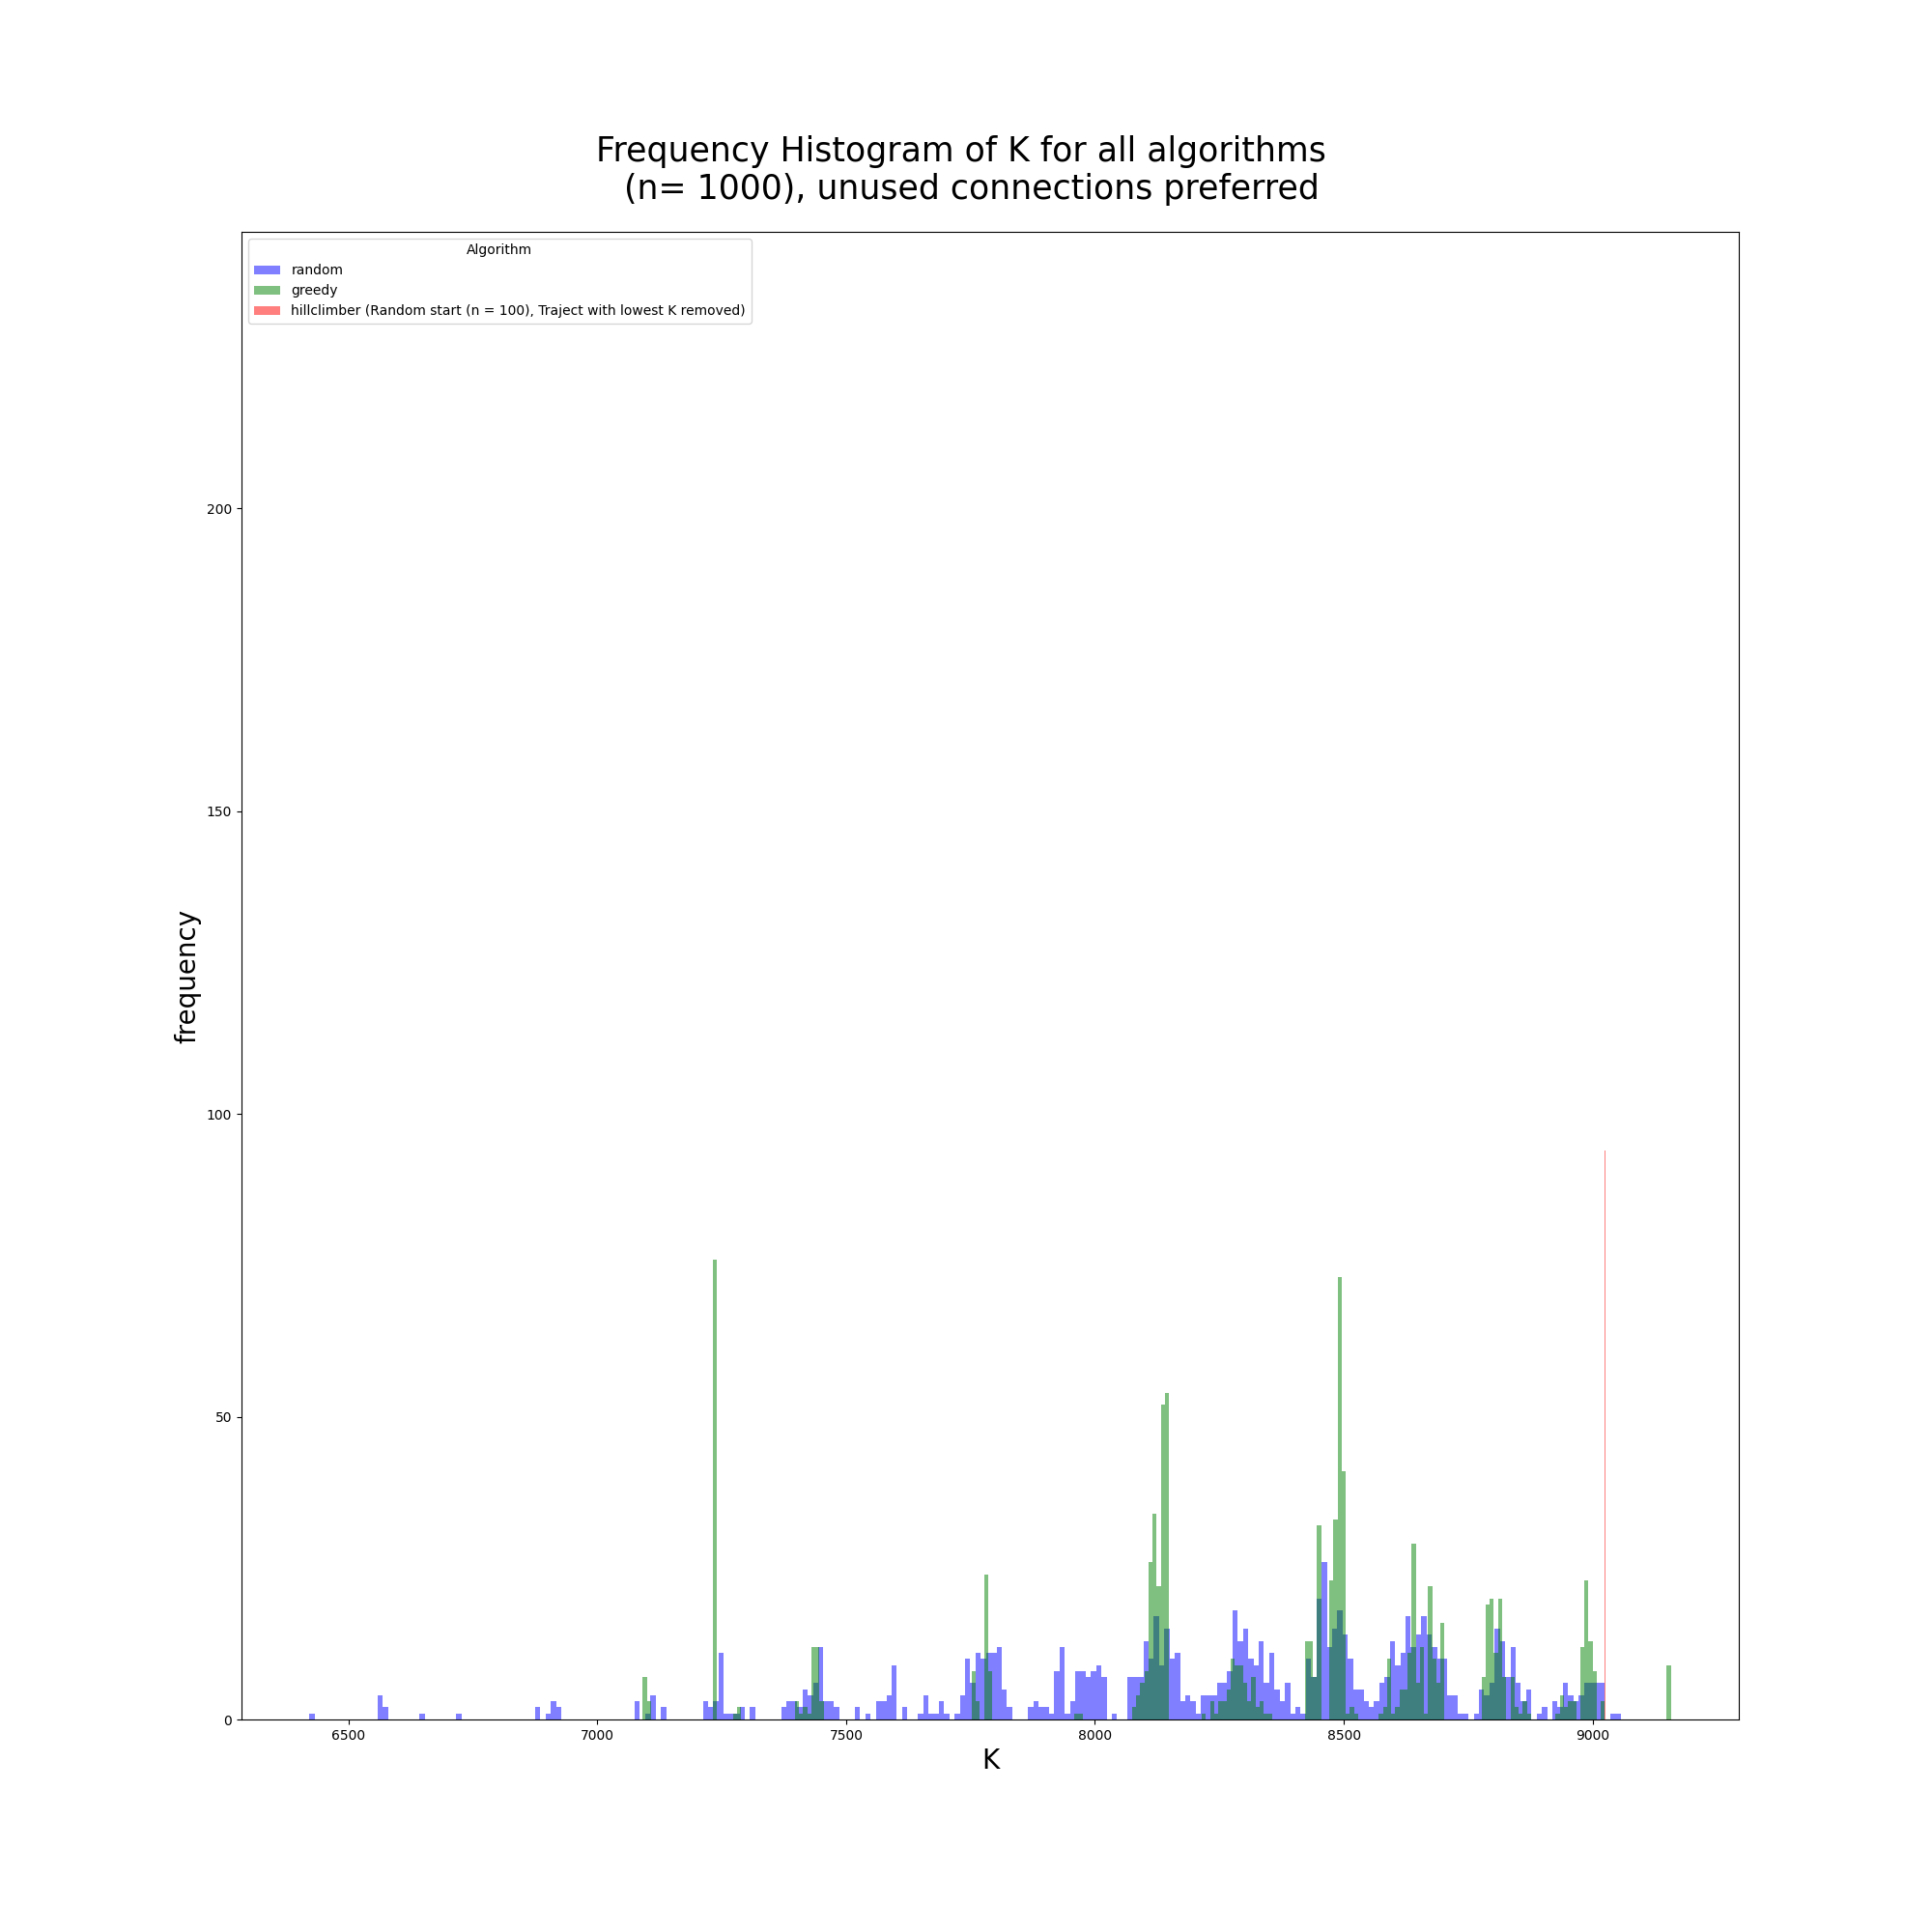 Frequency Histogram of K for all algorithms
(n= 1000), unused connections preferred
Algorithm
random
greedy
hillclimber (Random start (n = 100), Traject with lowest K removed)
200
150
100
50
0
frequency
6500 7000 7500 8000 8500 9000
K